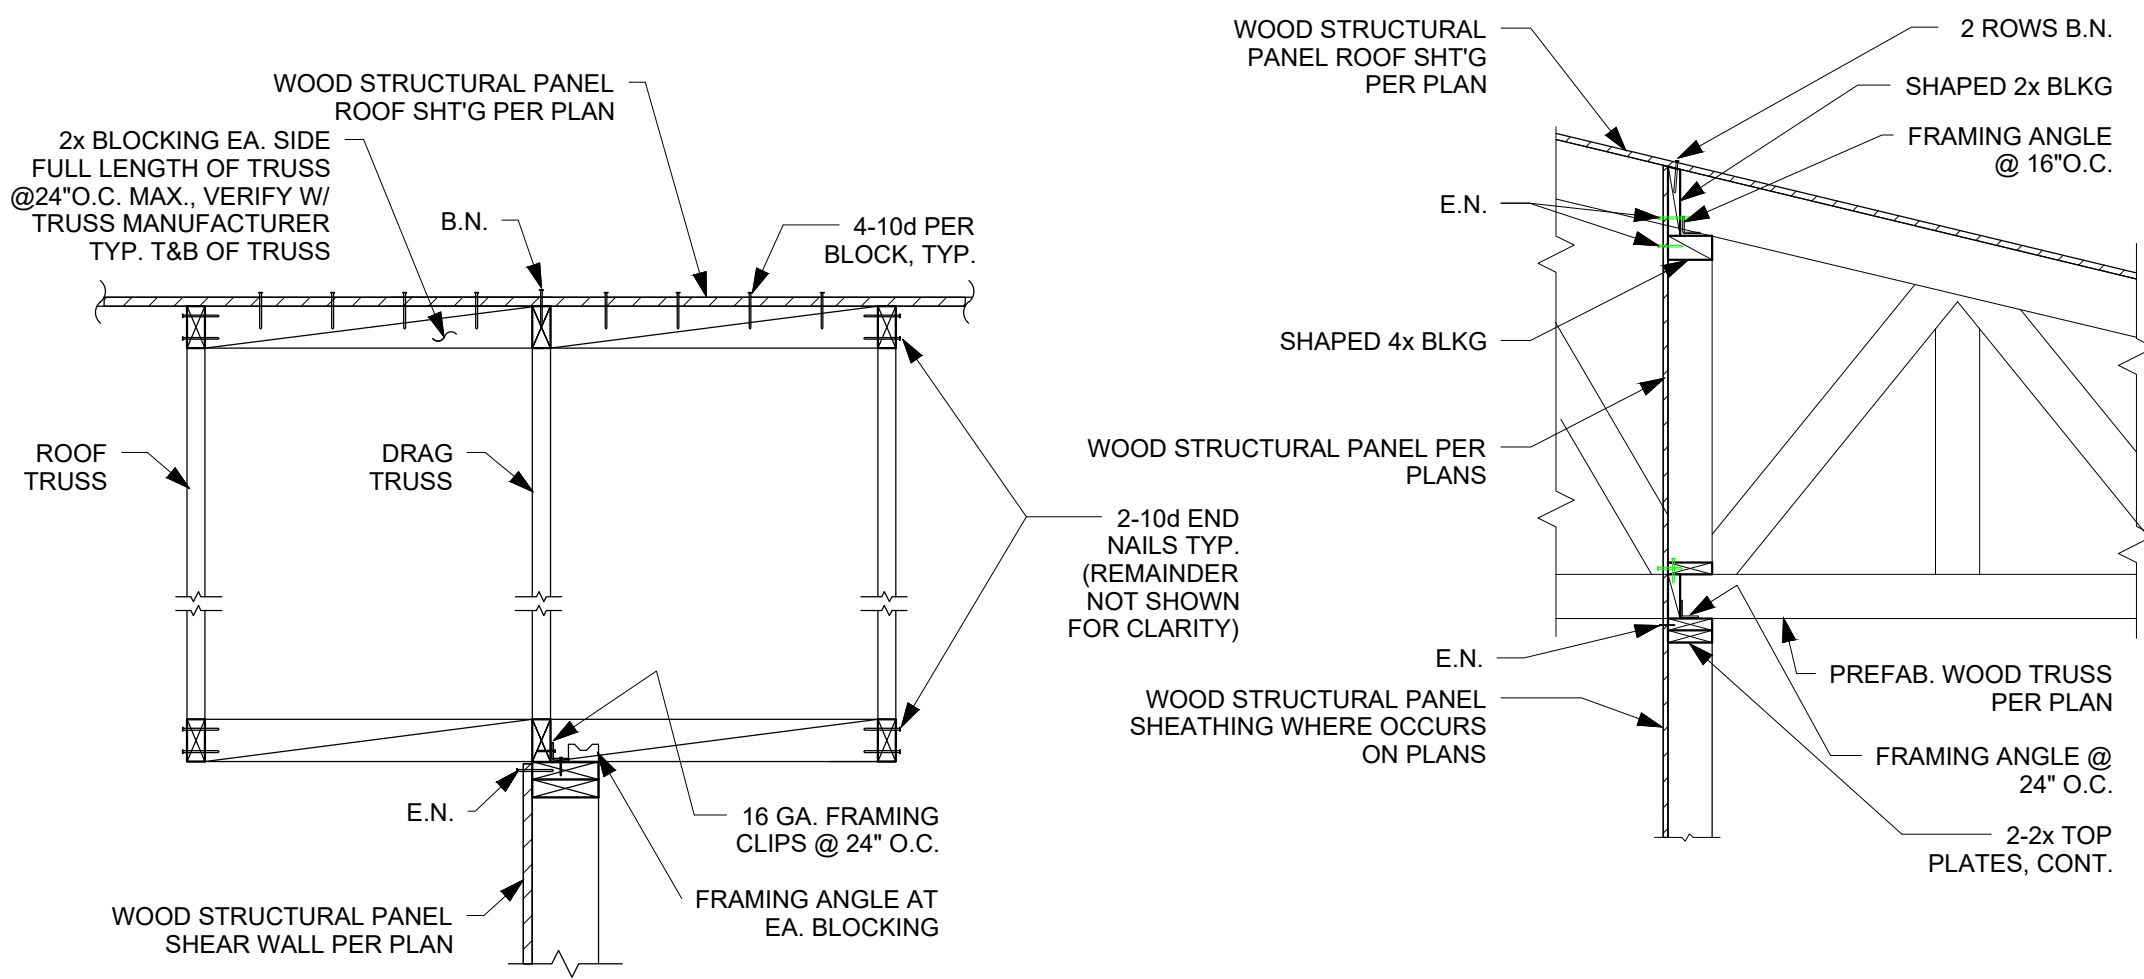 WOOD STRUCTURAL PANEL
ROOF SHT'G PER PLAN
2x BLOCKING EA. SIDE
FULL LENGTH OF TRUSS
@24"O.C. MAX., VERIFY W/
TRUSS MANUFACTURER
TYP. T&B OF TRUSS
B.N.
4-10d PER
BLOCK, TYP.
ROOF
TRUSS
DRAG
TRUSS
2-10d END
NAILS TYP.
(REMAINDER
NOT SHOWN
FOR CLARITY)
E.N.
16 GA. FRAMING
CLIPS @ 24" O.C.
FRAMING ANGLE AT
EA. BLOCKING
WOOD STRUCTURAL PANEL
SHEAR WALL PER PLAN
WOOD STRUCTURAL
PANEL ROOF SHT'G
PER PLAN
2 ROWS B.N.
SHAPED 2x BLKG
FRAMING ANGLE
@ 16"O.C.
E.N.
SHAPED 4x BLKG
WOOD STRUCTURAL PANEL PER
PLANS
E.N.
WOOD STRUCTURAL PANEL
SHEATHING WHERE OCCURS
ON PLANS
PREFAB. WOOD TRUSS
PER PLAN
FRAMING ANGLE @
24" O.C.
2-2x TOP
PLATES, CONT.